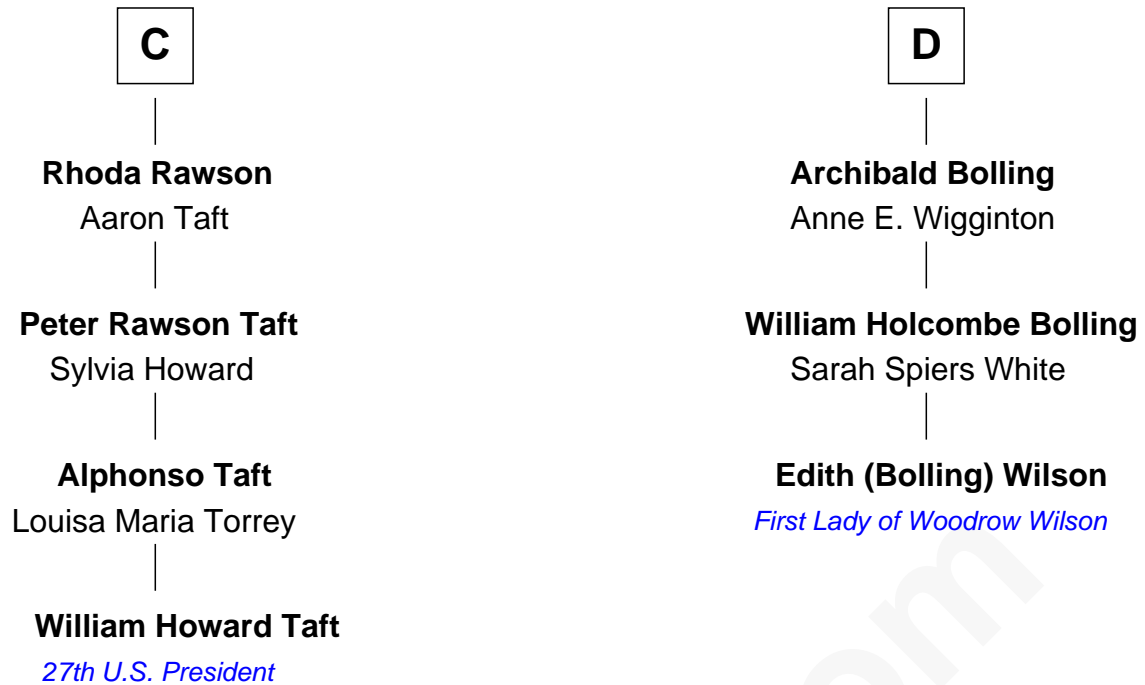 C
Rhoda Rawson
Aaron Taft
Peter Rawson Taft
Sylvia Howard
Alphonso Taft
Louisa Maria Torrey
William Howard Taft
27th U.S. President
D
Archibald Bolling
Anne E. Wigginton
William Holcombe Bolling
Sarah Spiers White
Edith (Bolling) Wilson
First Lady of Woodrow Wilson
om